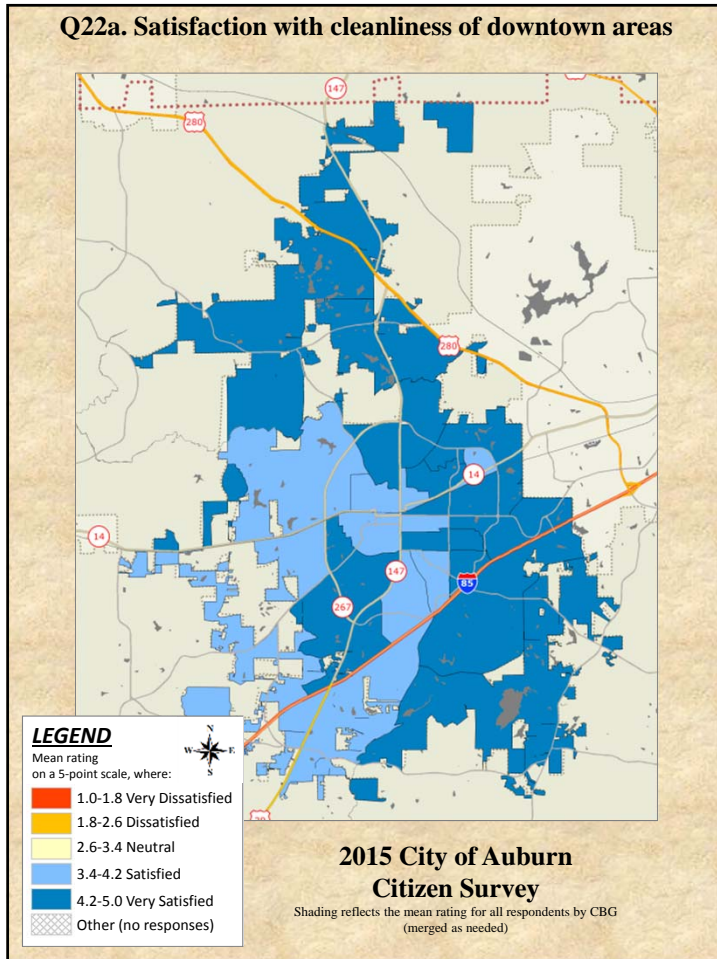 Q22a. Satisfaction with cleanliness of downtown areas
147
280
280
14
14
147
85
267
LEGEND
Mean rating
on a 5-point scale, where:
N
W E
S
1.0-1.8 Very Dissatisfied
1.8-2.6 Dissatisfied
2.6-3.4 Neutral
3.4-4.2 Satisfied
4.2-5.0 Very Satisfied
Other (no responses)
2015 City of Auburn
Citizen Survey
Shading reflects the mean rating for all respondents by CBG
(merged as needed)